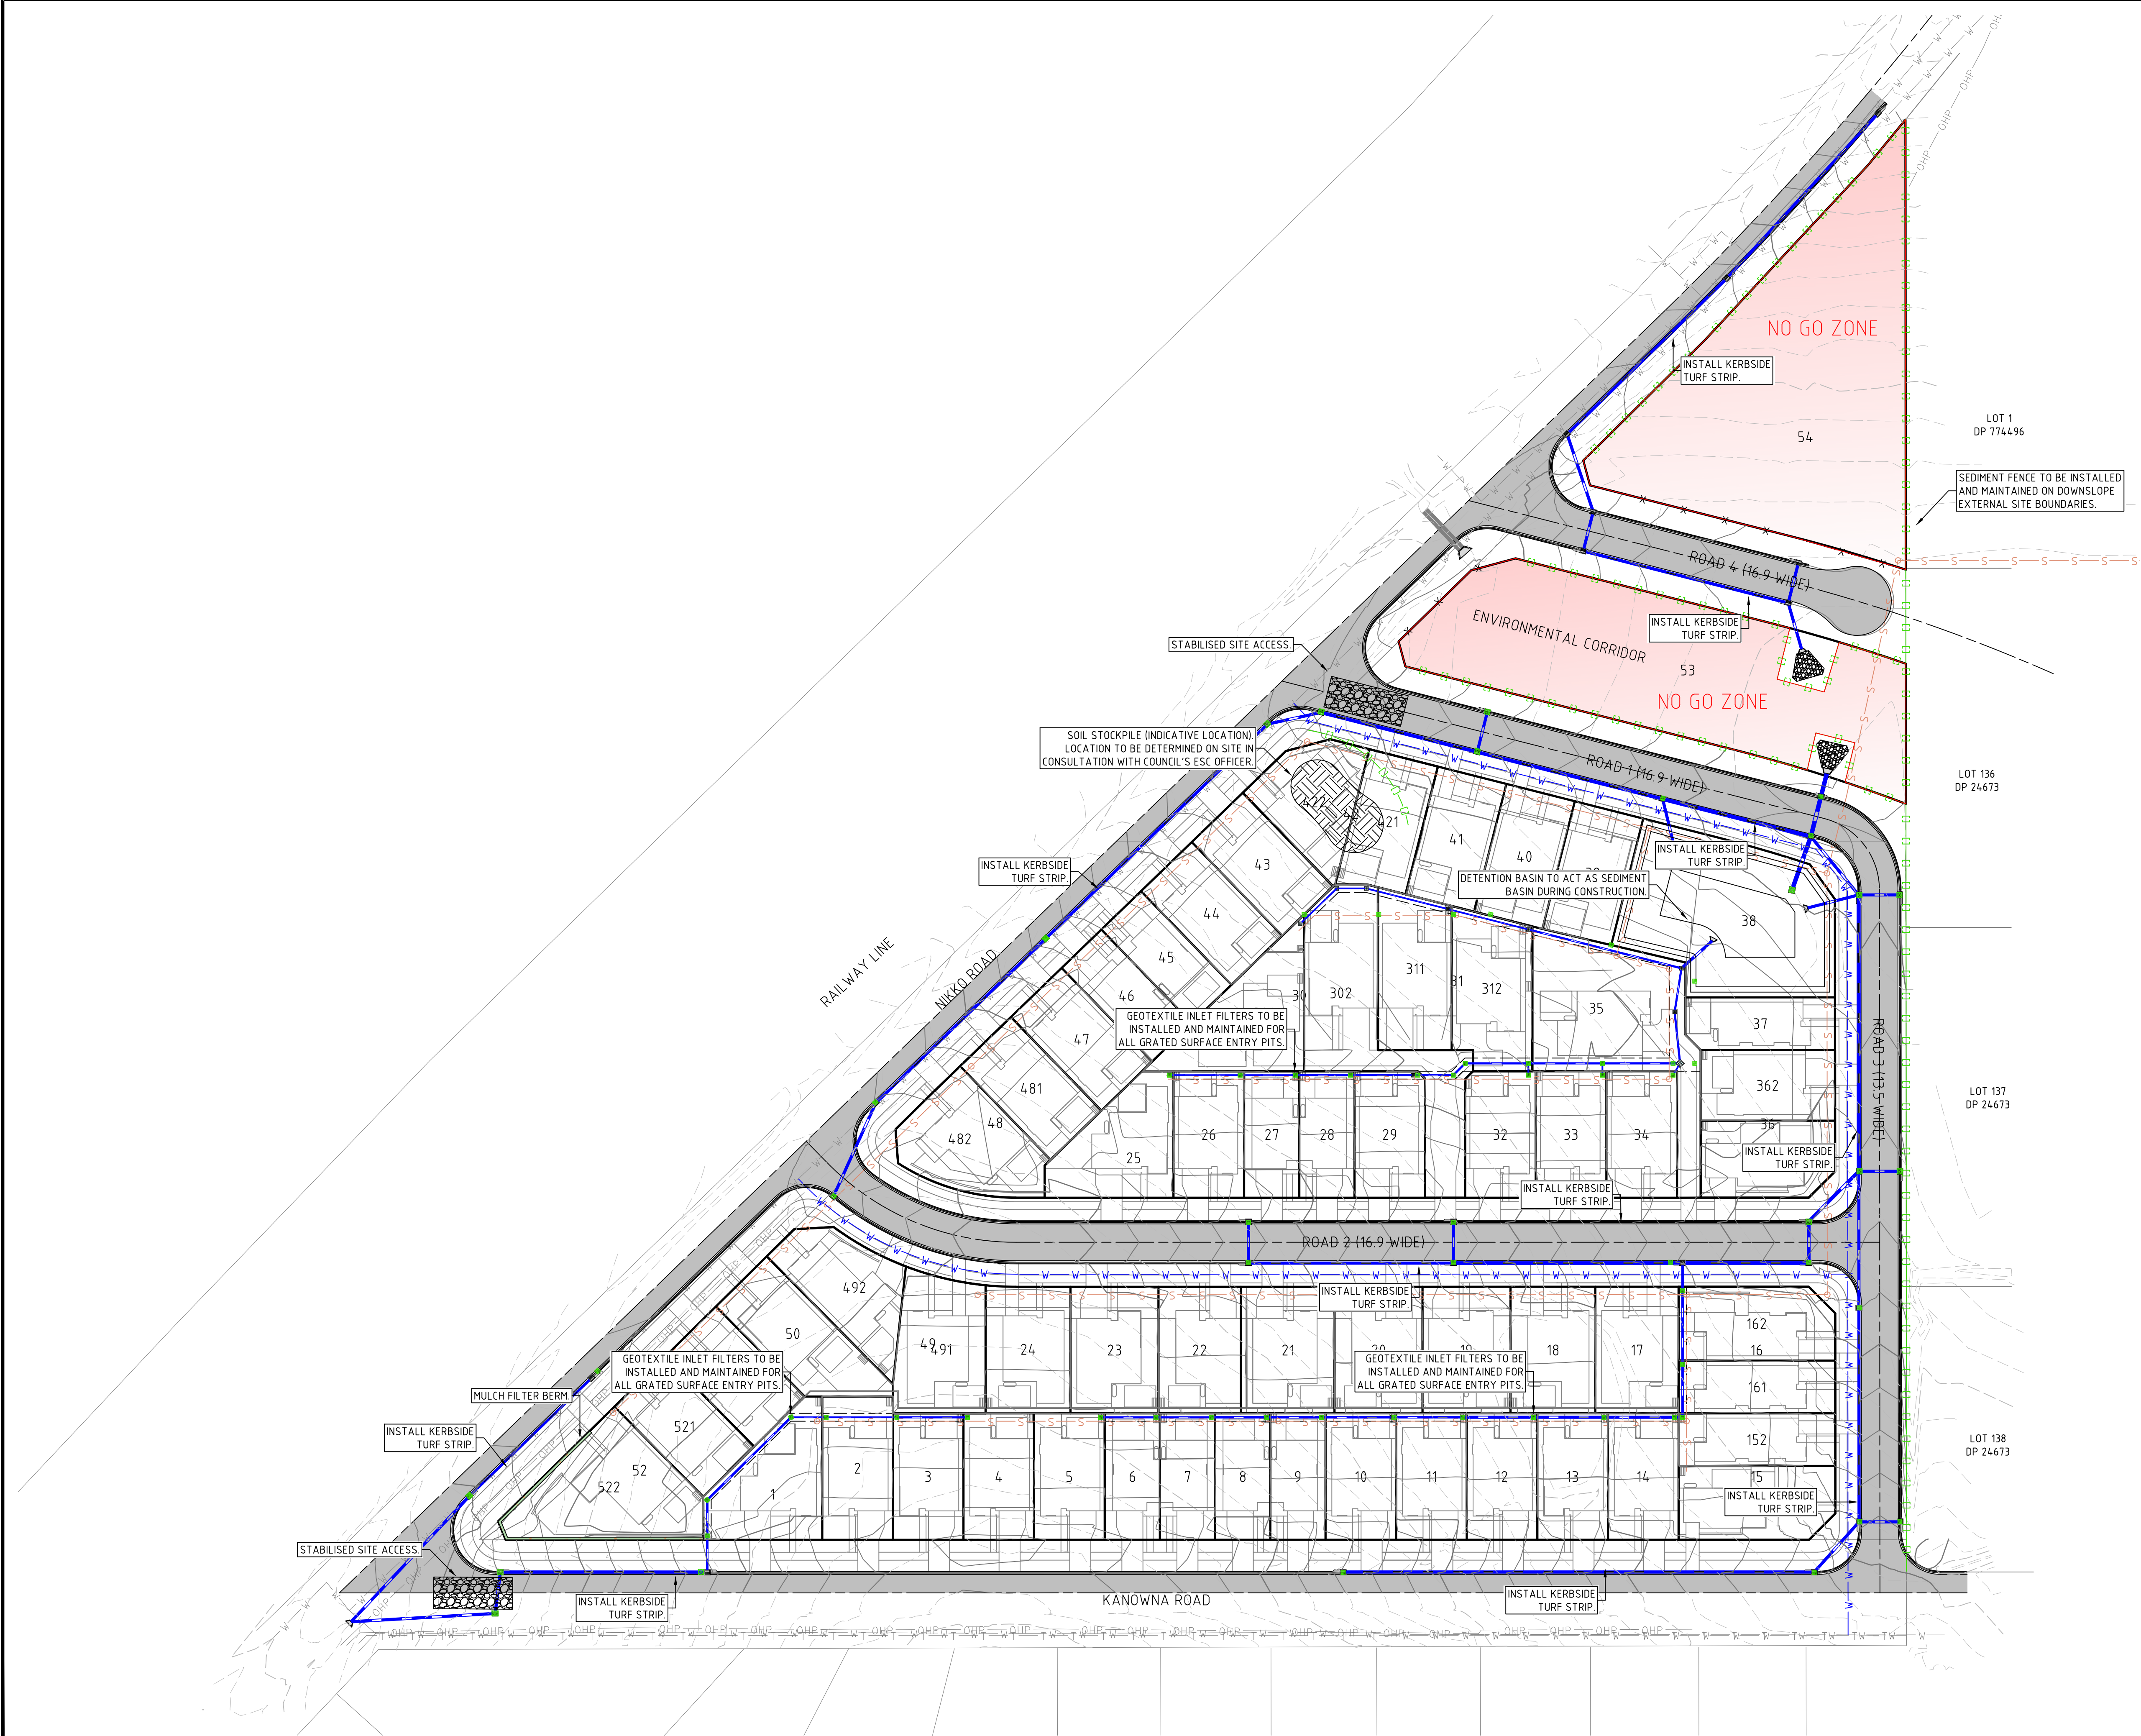 NO GO ZONE
INSTALL KERBSIDE
TURF STRIP.
54
LOT 1
DP 774496
SEDIMENT FENCE TO BE INSTALLED
AND MAINTAINED ON DOWNSLOPE
EXTERNAL SITE BOUNDARIES.
ROAD 4 (16.9 WIDE)
INSTALL KERBSIDE
TURF STRIP.
ENVIRONMENTAL CORRIDOR
53
NO GO ZONE
STABILISED SITE ACCESS.
SOIL STOCKPILE (INDICATIVE LOCATION).
LOCATION TO BE DETERMINED ON SITE IN
CONSULTATION WITH COUNCIL'S ESC OFFICER.
ROAD 1 (16.9 WIDE)
LOT 136
DP 24673
422
42
421
41
40
39
INSTALL KERBSIDE
TURF STRIP.
INSTALL KERBSIDE
TURF STRIP.
DETENTION BASIN TO ACT AS SEDIMENT
BASIN DURING CONSTRUCTION.
38
43
44
45
46
47
RAILWAY LINE
NIKKO ROAD
GEOTEXTILE INLET FILTERS TO BE
INSTALLED AND MAINTAINED FOR
ALL GRATED SURFACE ENTRY PITS.
30
302
311
31
312
35
37
362
36
ROAD 3 (13.5 WIDE)
LOT 137
DP 24673
481
48
482
25
26
27
28
29
32
33
34
INSTALL KERBSIDE
TURF STRIP.
INSTALL KERBSIDE
TURF STRIP.
ROAD 2 (16.9 WIDE)
INSTALL KERBSIDE
TURF STRIP.
492
50
49
491
24
23
22
21
20
19
18
17
162
16
161
152
15
GEOTEXTILE INLET FILTERS TO BE
INSTALLED AND MAINTAINED FOR
ALL GRATED SURFACE ENTRY PITS.
GEOTEXTILE INLET FILTERS TO BE
INSTALLED AND MAINTAINED FOR
ALL GRATED SURFACE ENTRY PITS.
MULCH FILTER BERM.
INSTALL KERBSIDE
TURF STRIP.
521
52
522
1
2
3
4
5
6
7
8
9
10
11
12
13
14
LOT 138
DP 24673
INSTALL KERBSIDE
TURF STRIP.
STABILISED SITE ACCESS.
INSTALL KERBSIDE
TURF STRIP.
KANOWNA ROAD
INSTALL KERBSIDE
TURF STRIP.